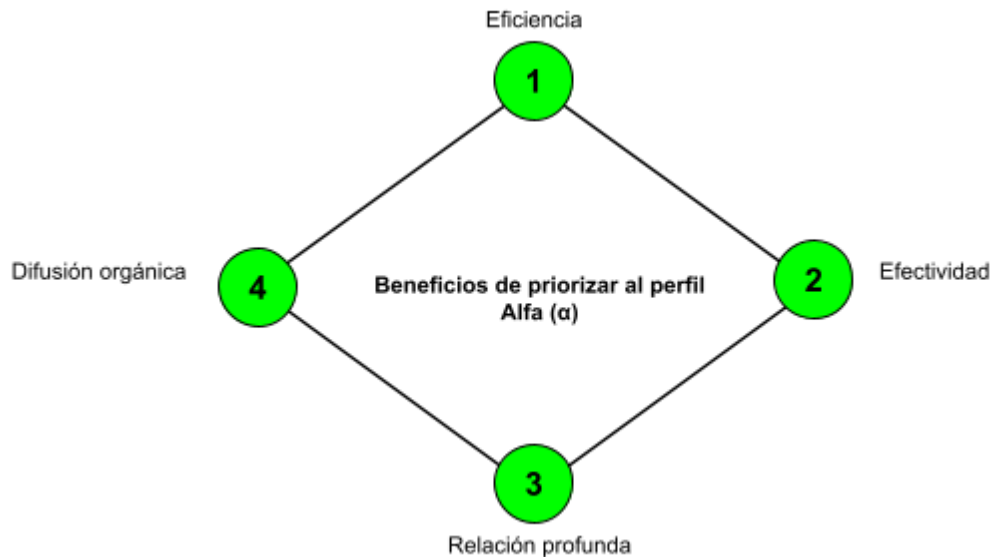 Eficiencia
1
Difusión orgánica
4
Beneficios de priorizar al perfil
Alfa (α)
2
Efectividad
3
Relación profunda